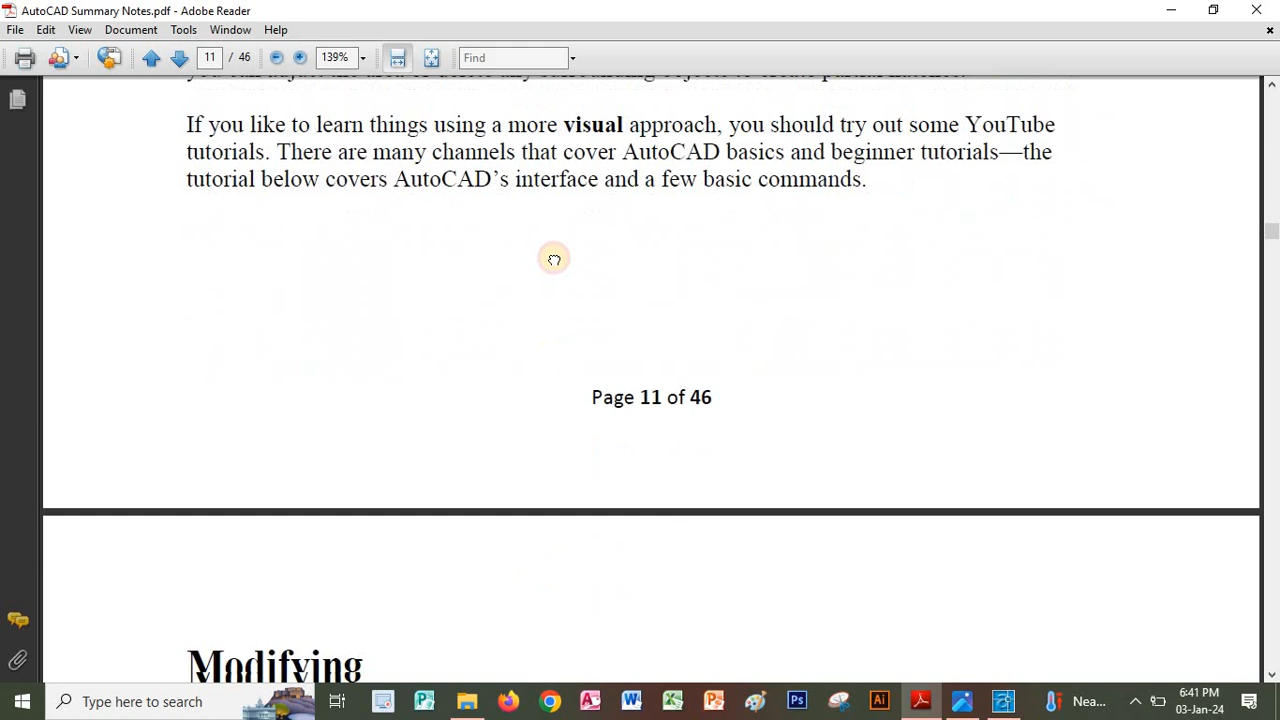 AutoCAD Summary Notes.pdf - Adobe Reader
File Edit View Document Tools Window Help
11 / 46 139% Find
If you like to learn things using a more visual approach, you should try out some YouTube
tutorials. There are many channels that cover AutoCAD basics and beginner tutorials—the
tutorial below covers AutoCAD’s interface and a few basic commands.
Page 11 of 46
Modifying
Type here to search
Nea...
6:41 PM
03-Jan-24